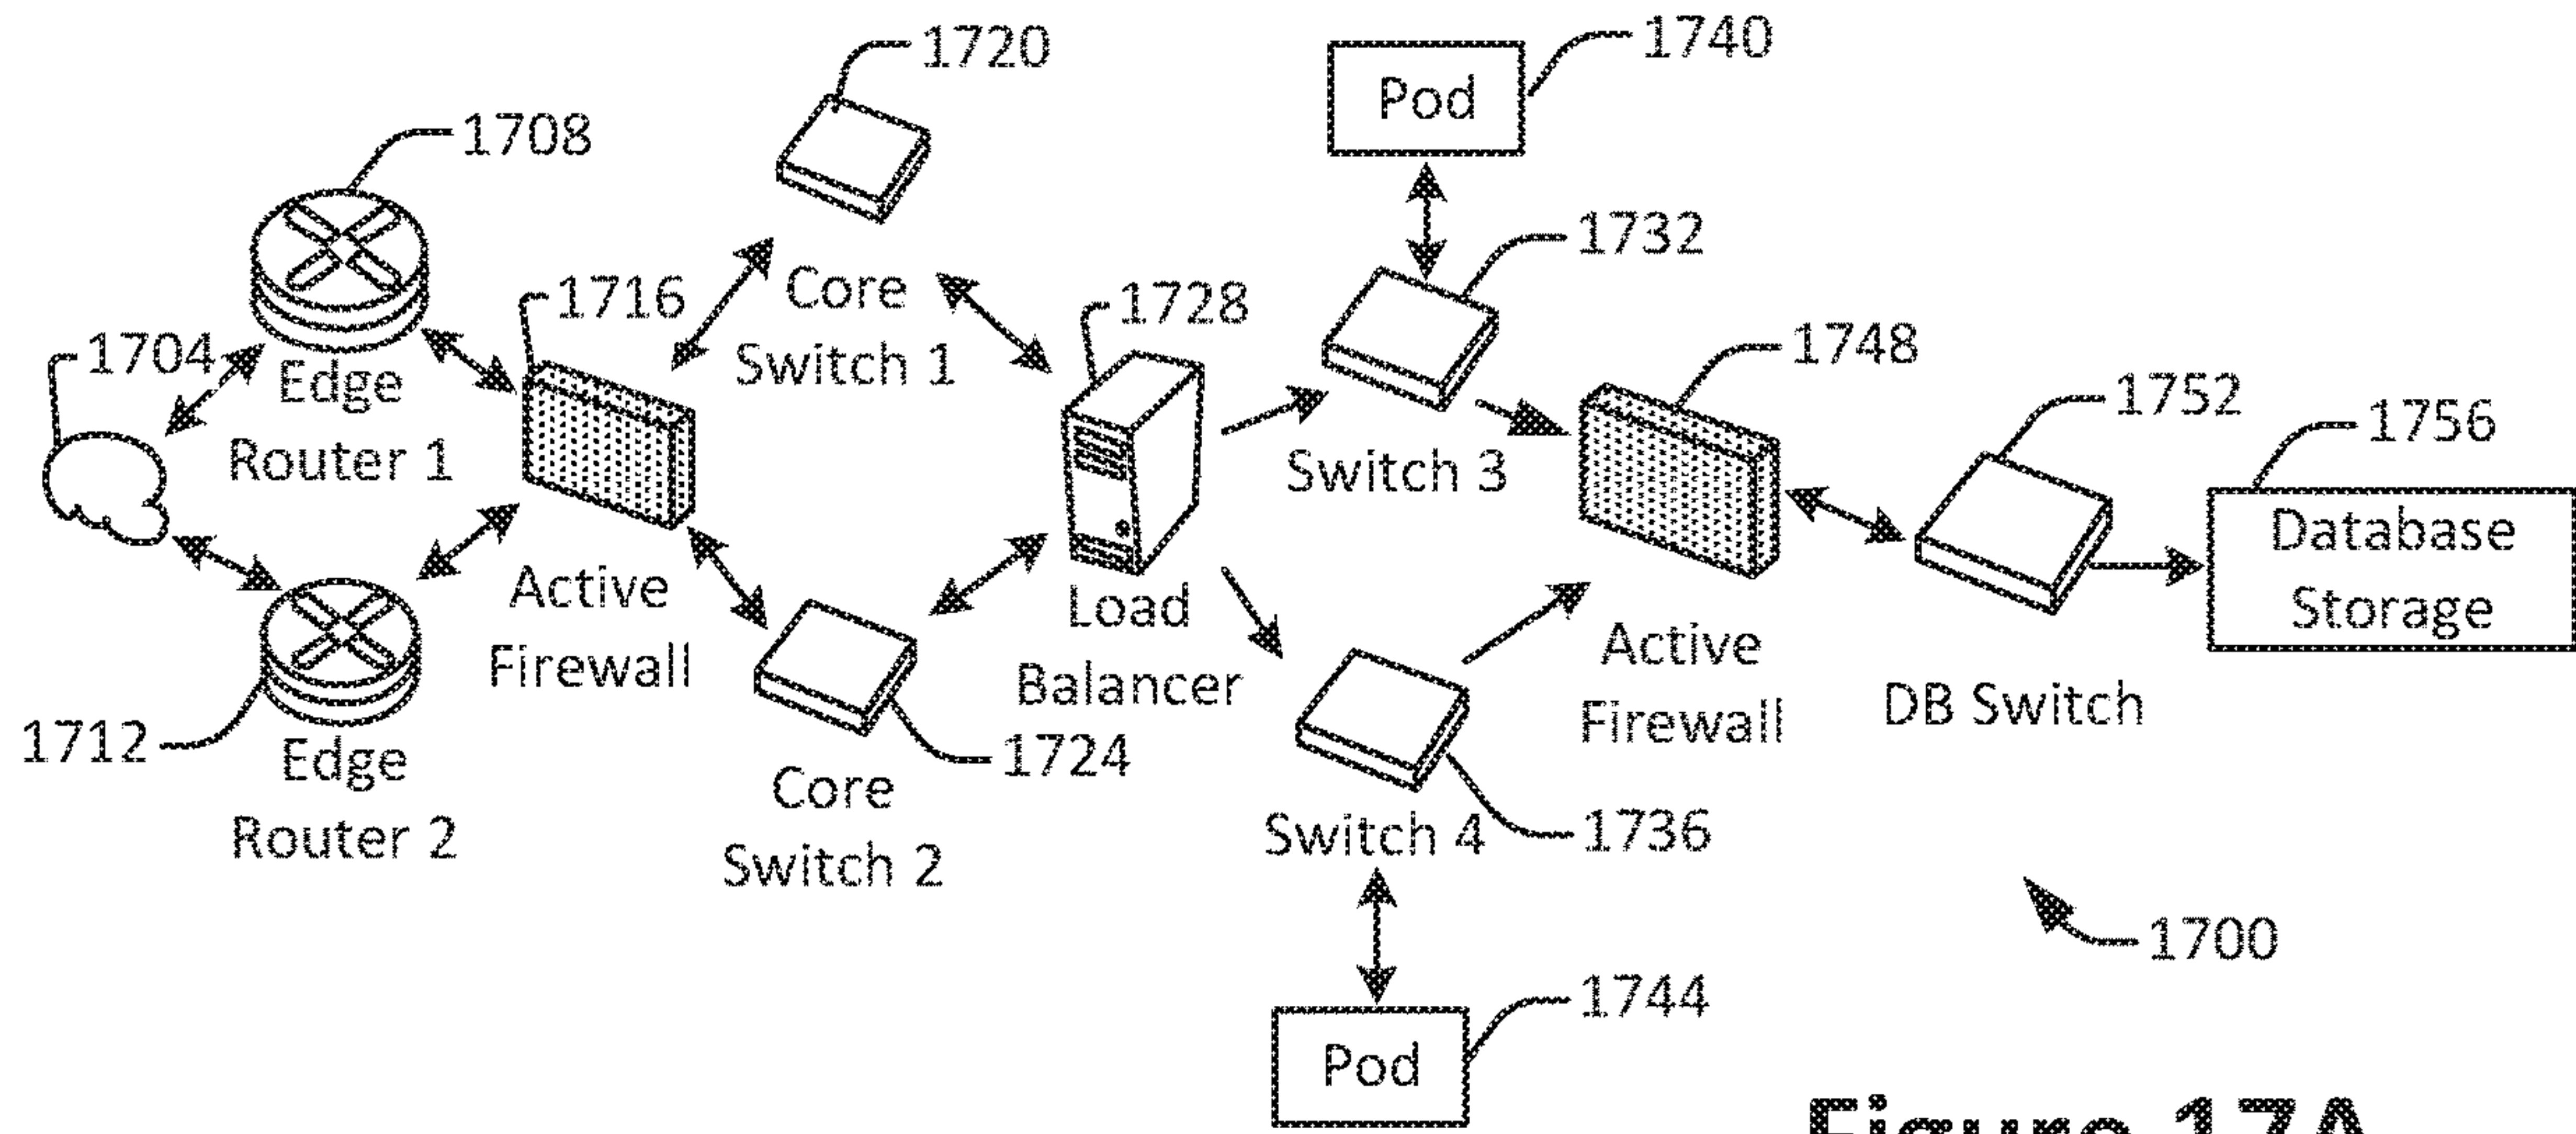 1720
1740
Pod
1708
1732
1716
Core
Switch 1
1728
1704
Edge
Router 1
1748
1752
1756
Switch 3
Database
Storage
Active
Firewall
Load
Balancer
Active
Firewall
DB Switch
1712
Edge
Router 2
1724
Core
Switch 2
Switch 4
1736
1700
1744
Pod
Figure 17A